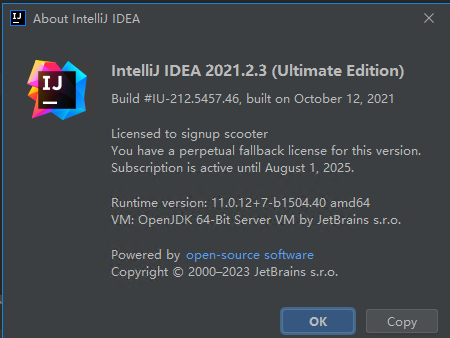 IJ About IntelliJ IDEA
IJ
IntelliJ IDEA 2021.2.3 (Ultimate Edition)
Build #IU-212.5457.46, built on October 12, 2021
Licensed to signup scooter
You have a perpetual fallback license for this version.
Subscription is active until August 1, 2025.
Runtime version: 11.0.12+7-b1504.40 amd64
VM: OpenJDK 64-Bit Server VM by JetBrains s.r.o.
Powered by open-source software
Copyright © 2000–2023 JetBrains s.r.o.
OK Copy